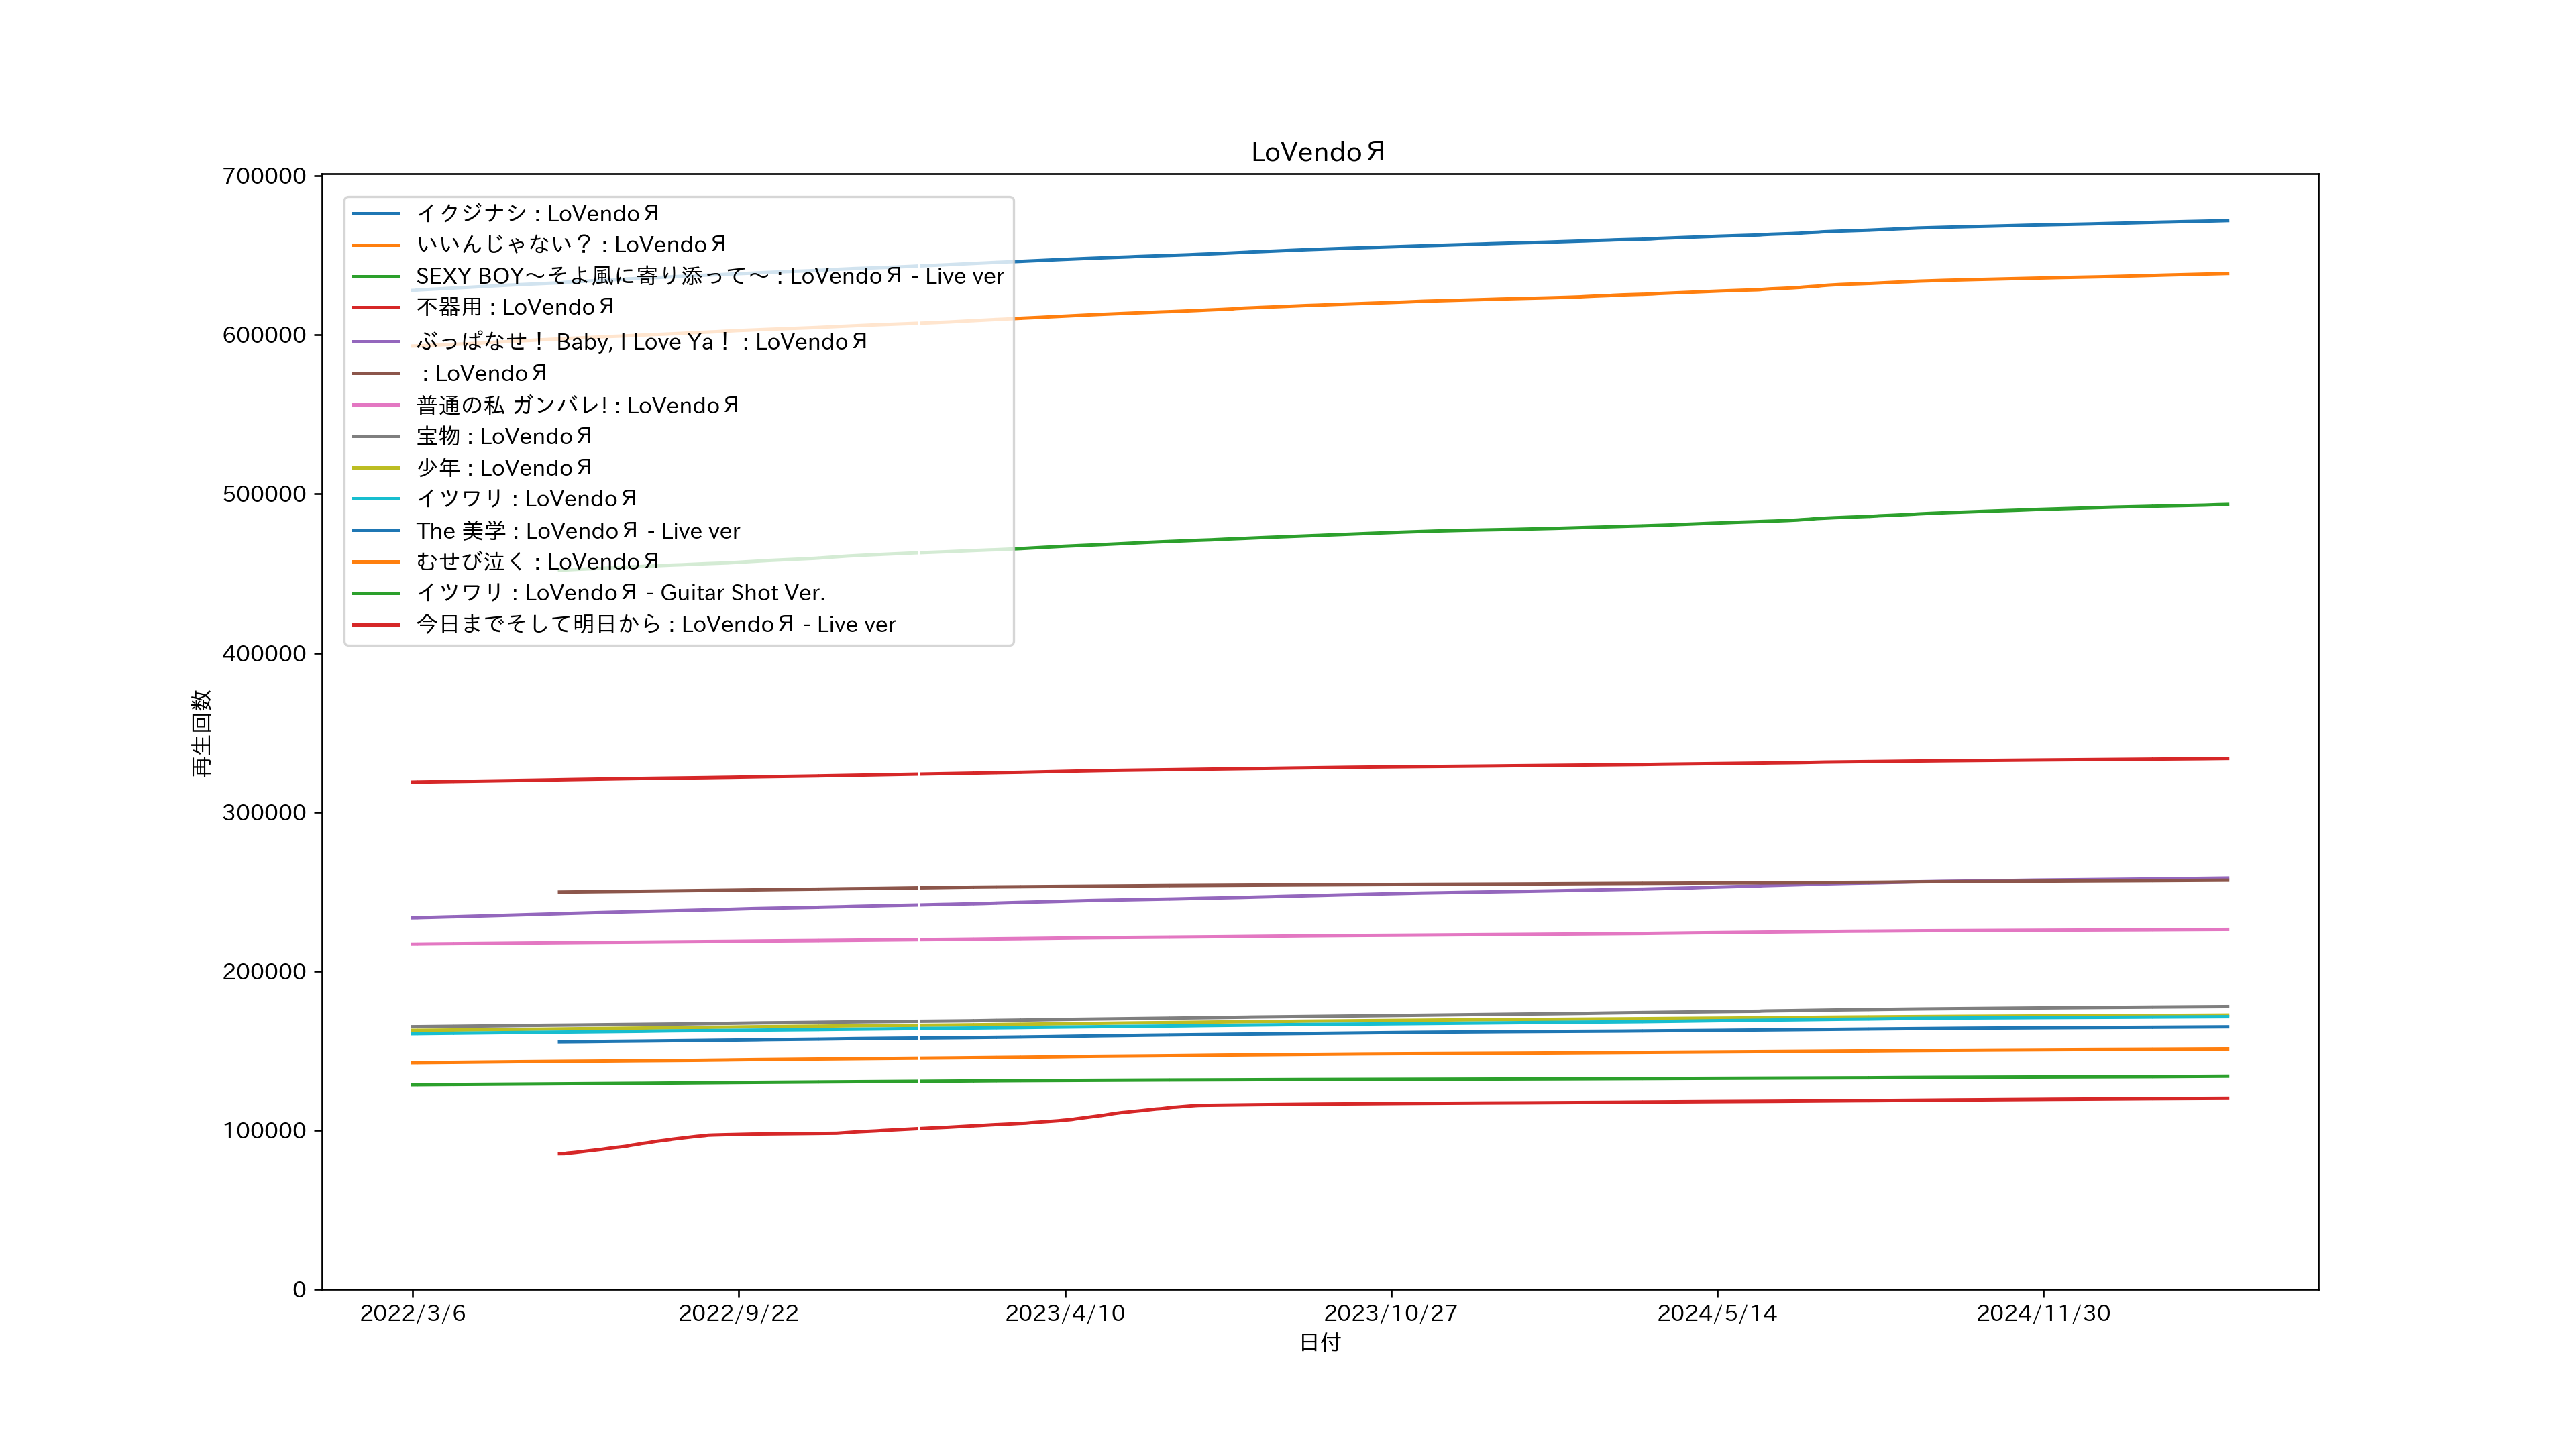 LoVendoЯ
700000
600000
500000
400000
300000
200000
100000
0
再生回数
イクジナシ : LoVendoЯ
いいんじゃない？ : LoVendoЯ
SEXY BOY～そよ風に寄り添って～ : LoVendoЯ - Live ver
不器用 : LoVendoЯ
ぶっぱなせ！ Baby, I Love Ya！ : LoVendoЯ
: LoVendoЯ
普通の私 ガンバレ! : LoVendoЯ
宝物 : LoVendoЯ
少年 : LoVendoЯ
イツワリ : LoVendoЯ
The 美学 : LoVendoЯ - Live ver
むせび泣く : LoVendoЯ
イツワリ : LoVendoЯ - Guitar Shot Ver.
今日までそして明日から : LoVendoЯ - Live ver
2022/3/6 2022/9/22 2023/4/10 2023/10/27 2024/5/14 2024/11/30
日付